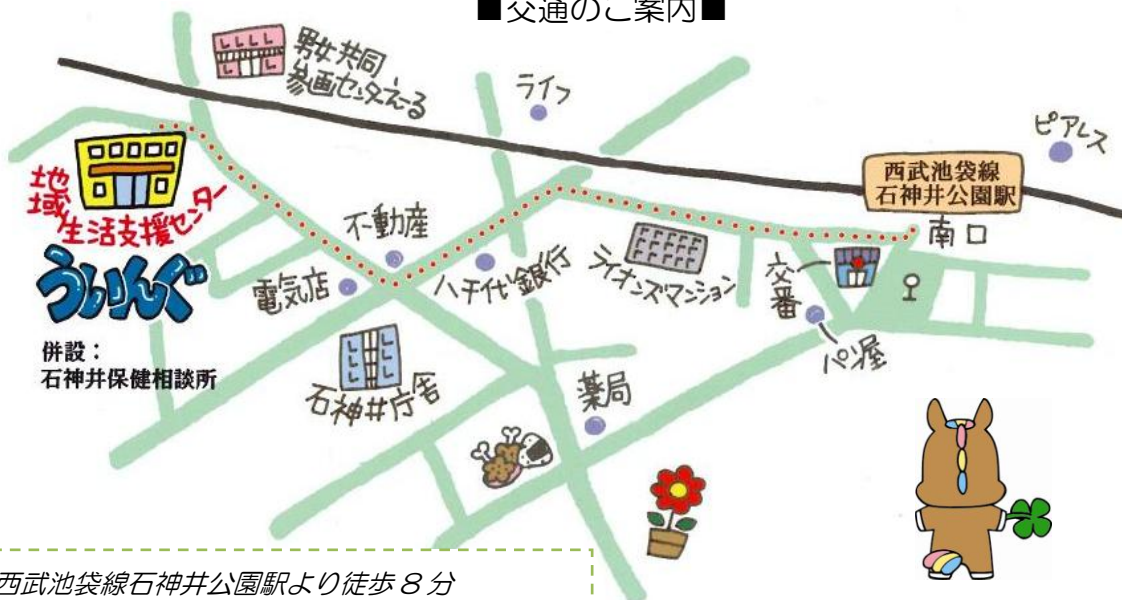 ■交通のご案内■
男女共同
参画センターえーる
ライフ
ピアレス
西武池袋線
石神井公園駅
南口
地域
生活支援センター
ういんぐ
併設：
石神井保健相談所
不動産
電気店
八千代銀行
ライオンズマンション
交番
パン屋
石神井庁舎
薬局
西武池袋線石神井公園駅より徒歩８分